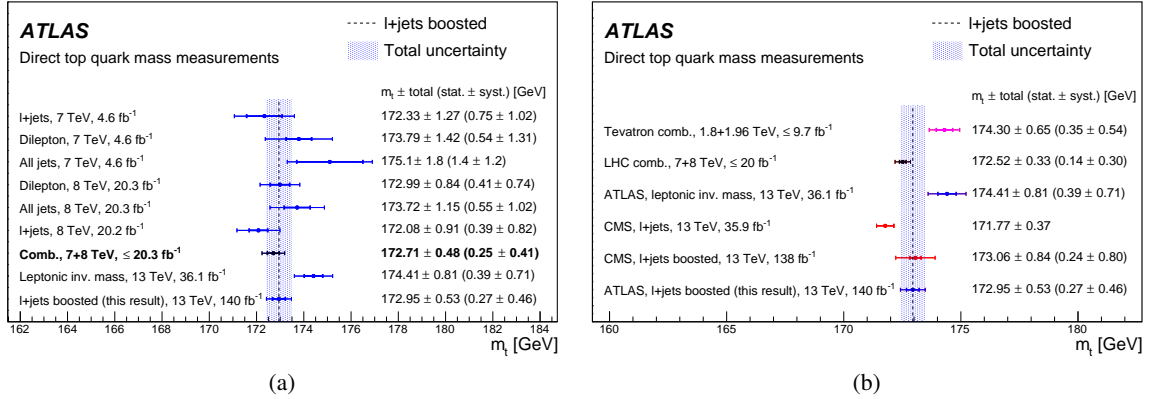 ATLAS
Direct top quark mass measurements
l+jets boosted
Total uncertainty
m_t ± total (stat. ± syst.) [GeV]
l+jets, 7 TeV, 4.6 fb⁻¹ 172.33 ± 1.27 (0.75 ± 1.02)
Dilepton, 7 TeV, 4.6 fb⁻¹ 173.79 ± 1.42 (0.54 ± 1.31)
All jets, 7 TeV, 4.6 fb⁻¹ 175.1 ± 1.8 (1.4 ± 1.2)
Dilepton, 8 TeV, 20.3 fb⁻¹ 172.99 ± 0.84 (0.41 ± 0.74)
All jets, 8 TeV, 20.3 fb⁻¹ 173.72 ± 1.15 (0.55 ± 1.02)
l+jets, 8 TeV, 20.2 fb⁻¹ 172.08 ± 0.91 (0.39 ± 0.82)
Comb., 7+8 TeV, ≤ 20.3 fb⁻¹ 172.71 ± 0.48 (0.25 ± 0.41)
Leptonic inv. mass, 13 TeV, 36.1 fb⁻¹ 174.41 ± 0.81 (0.39 ± 0.71)
l+jets boosted (this result), 13 TeV, 140 fb⁻¹ 172.95 ± 0.53 (0.27 ± 0.46)
162 164 166 168 170 172 174 176 178 180 182 184
m_t [GeV]
(a)
ATLAS
Direct top quark mass measurements
l+jets boosted
Total uncertainty
m_t ± total (stat. ± syst.) [GeV]
Tevatron comb., 1.8+1.96 TeV, ≤ 9.7 fb⁻¹ 174.30 ± 0.65 (0.35 ± 0.54)
LHC comb., 7+8 TeV, ≤ 20 fb⁻¹ 172.52 ± 0.33 (0.14 ± 0.30)
ATLAS, leptonic inv. mass, 13 TeV, 36.1 fb⁻¹ 174.41 ± 0.81 (0.39 ± 0.71)
CMS, l+jets, 13 TeV, 35.9 fb⁻¹ 171.77 ± 0.37
CMS, l+jets boosted, 13 TeV, 138 fb⁻¹ 173.06 ± 0.84 (0.24 ± 0.80)
ATLAS, l+jets boosted (this result), 13 TeV, 140 fb⁻¹ 172.95 ± 0.53 (0.27 ± 0.46)
160 165 170 175 180
m_t [GeV]
(b)